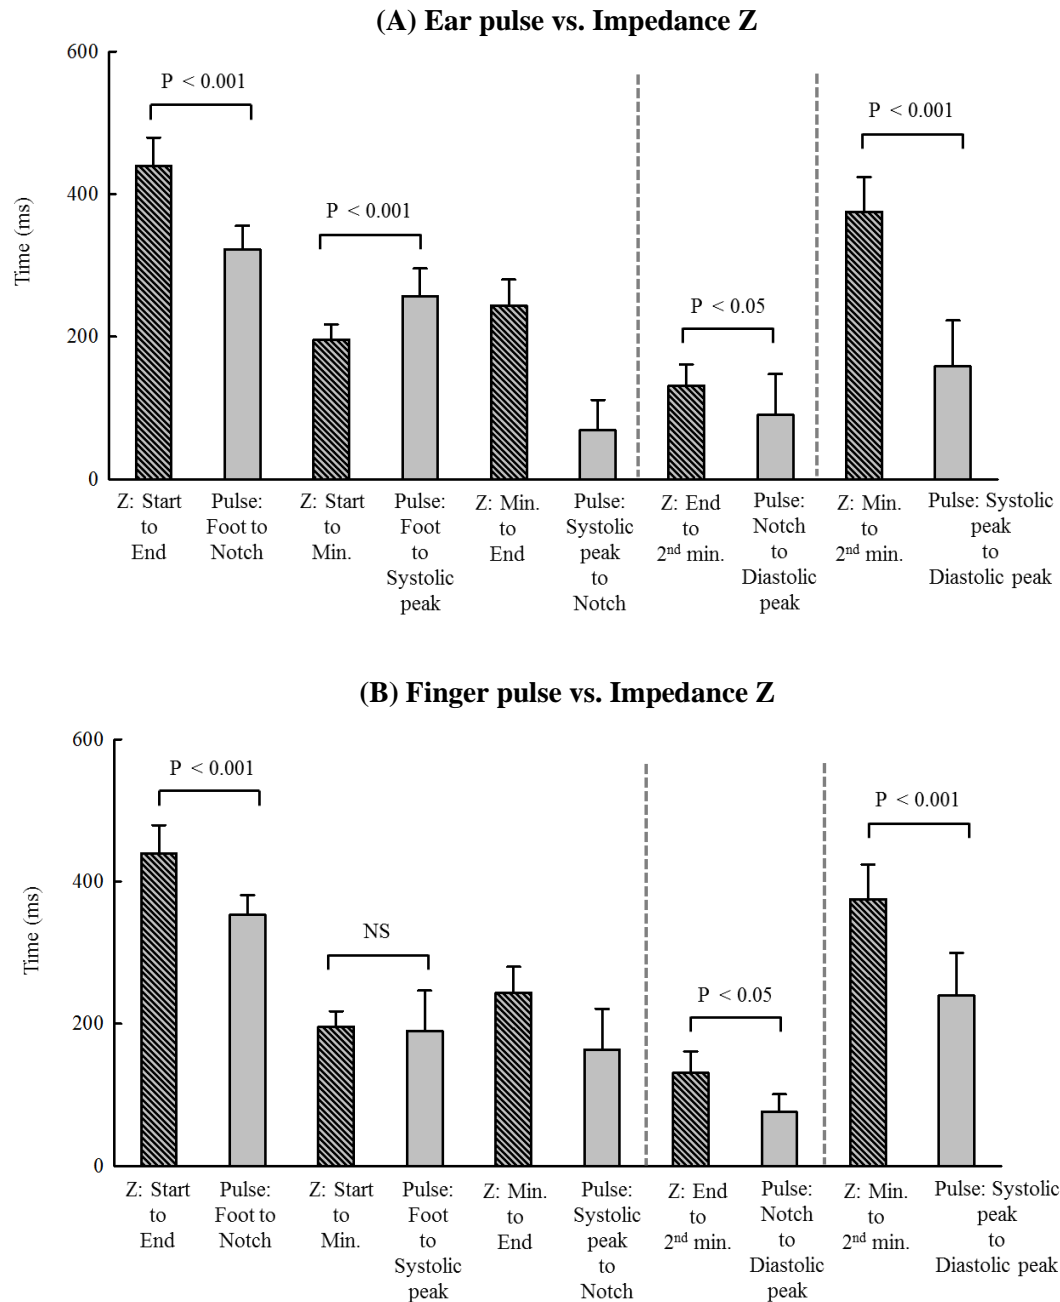 (A) Ear pulse vs. Impedance Z
600
400
200
0
Time (ms)
P < 0.001
P < 0.001
P < 0.05
P < 0.001
Z: Start
to
End
Pulse:
Foot to
Notch
Z: Start
to
Min.
Pulse:
Foot
to
Systolic
peak
Z: Min.
to
End
Pulse:
Systolic
peak
to
Notch
Z: End
to
2nd min.
Pulse:
Notch
to
Diastolic
peak
Z: Min.
to
2nd min.
Pulse: Systolic
peak
to
Diastolic peak
(B) Finger pulse vs. Impedance Z
600
400
200
0
Time (ms)
P < 0.001
NS
P < 0.05
P < 0.001
Z: Start
to
End
Pulse:
Foot to
Notch
Z: Start
to
Min.
Pulse:
Foot
to
Systolic
peak
Z: Min.
to
End
Pulse:
Systolic
peak
to
Notch
Z: End
to
2nd min.
Pulse:
Notch
to
Diastolic
peak
Z: Min.
to
2nd min.
Pulse: Systolic
peak
to
Diastolic peak